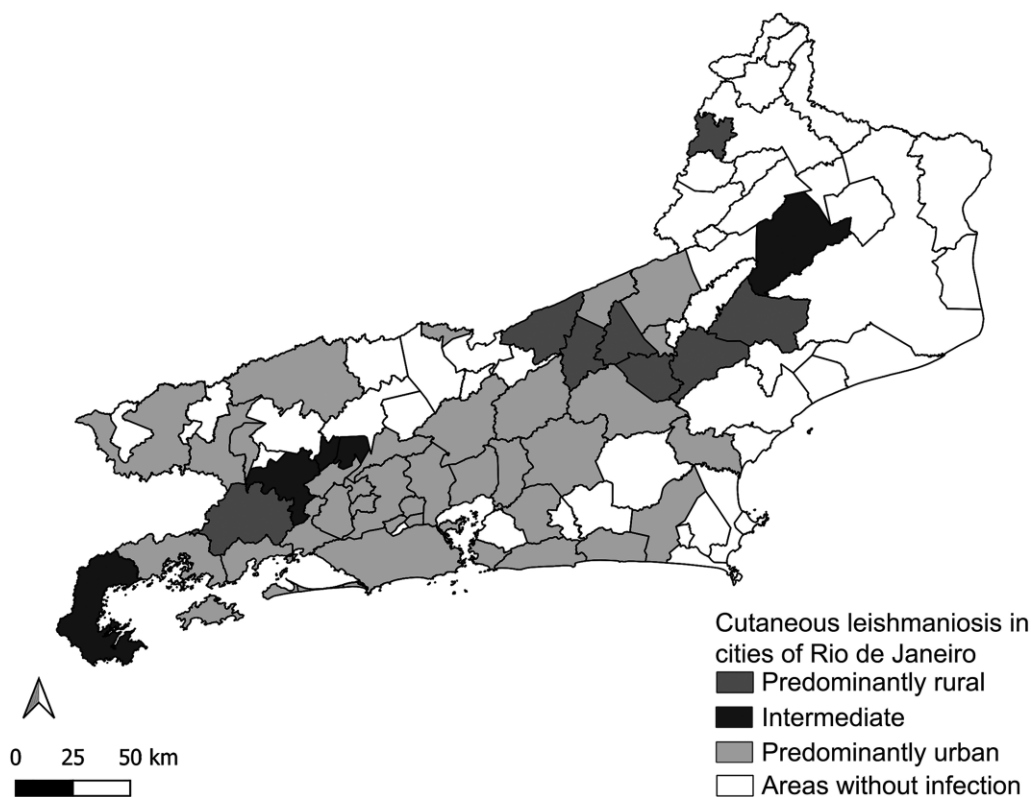 Cutaneous leishmaniosis in
cities of Rio de Janeiro
Predominantly rural
Intermediate
Predominantly urban
Areas without infection
0 25 50 km